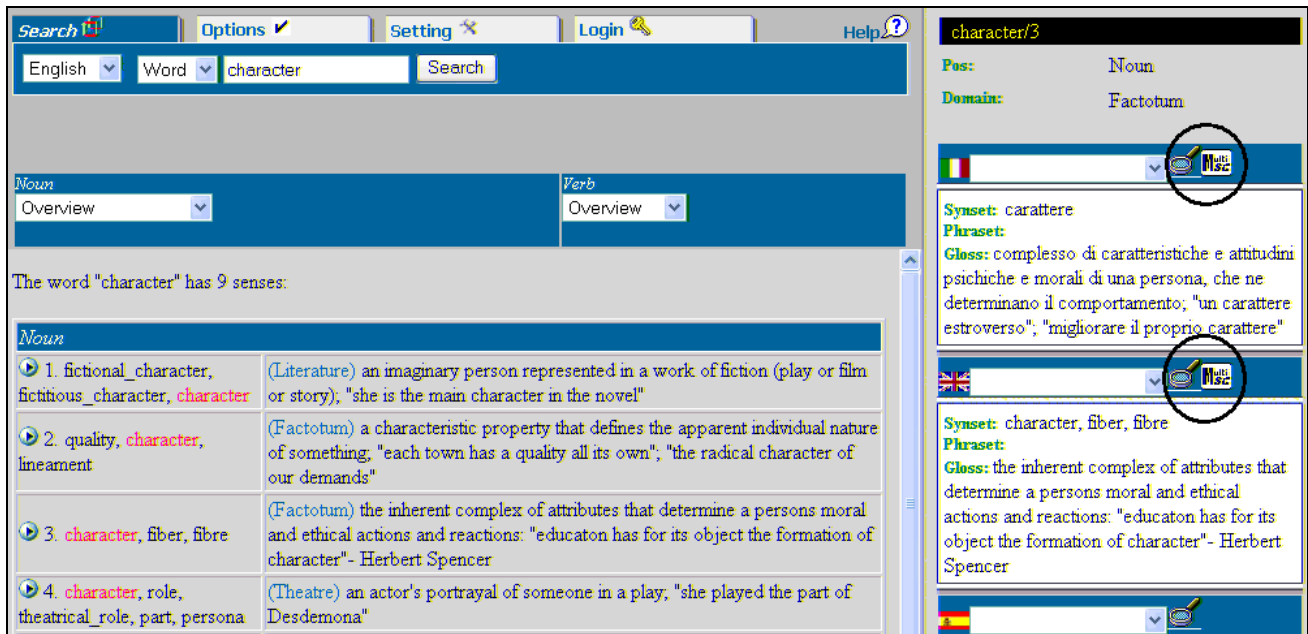 Search
Options
Setting
Login
Help
English Word character Search
Noun
Overview
Verb
Overview
The word "character" has 9 senses:
Noun
1. fictional_character,
fictitious_character, character
(Literature) an imaginary person represented in a work of fiction (play or film
or story); "she is the main character in the novel"
2. quality, character,
lineament
(Factotum) a characteristic property that defines the apparent individual nature
of something; "each town has a quality all its own"; "the radical character of
our demands"
3. character, fiber, fibre
(Factotum) the inherent complex of attributes that determine a persons moral
and ethical actions and reactions: "educaton has for its object the formation of
character"- Herbert Spencer
4. character, role,
theatrical_role, part, persona
(Theatre) an actor's portrayal of someone in a play; "she played the part of
Desdemona"
character/3
Pos: Noun
Domain: Factotum
Multi
Msc
Synset: carattere
Phraset:
Gloss: complesso di caratteristiche e attitudini
psichiche e morali di una persona, che ne
determinano il comportamento; "un carattere
estroverso"; "migliorare il proprio carattere"
Multi
Msc
Synset: character, fiber, fibre
Phraset:
Gloss: the inherent complex of attributes that
determine a persons moral and ethical
actions and reactions: "educaton has for its
object the formation of character"- Herbert
Spencer